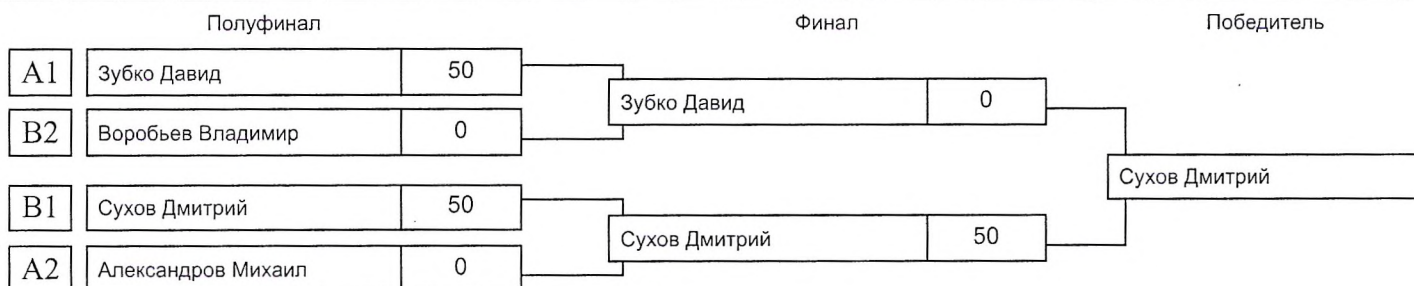 Полуфинал Финал Победитель
A1 Зубко Давид 50
Зубко Давид 0
B2 Воробьев Владимир 0
Сухов Дмитрий
B1 Сухов Дмитрий 50
Сухов Дмитрий 50
A2 Александров Михаил 0